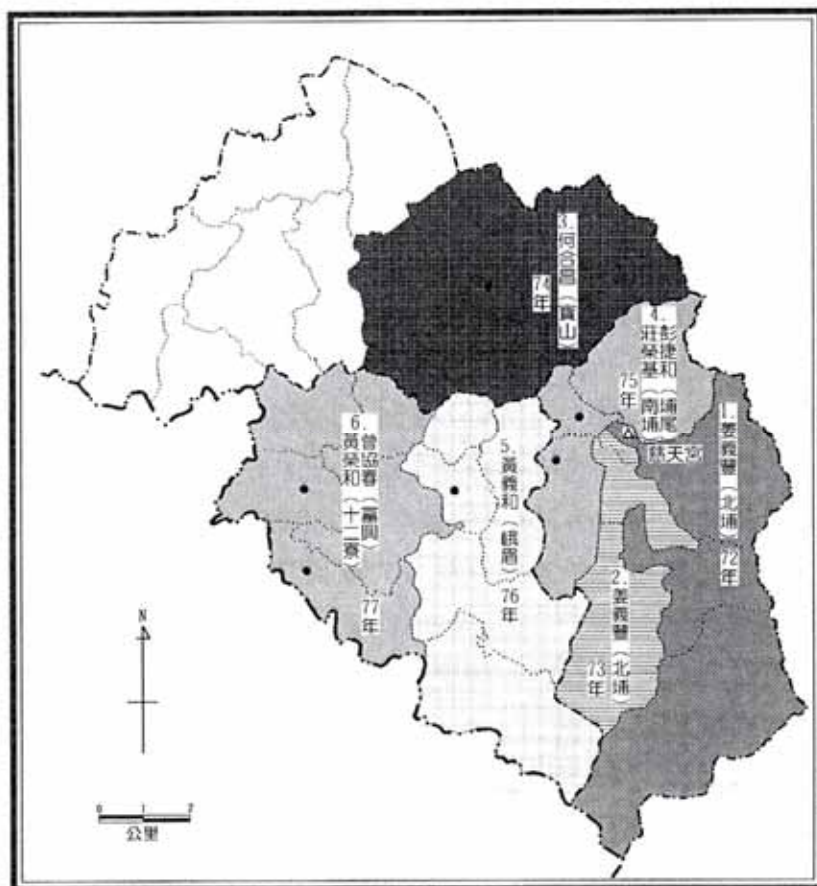 3.何合昌(寶山)
74年
4.彭捷和(埔尾)
莊榮基(南埔)
75年
慈天宮
1.姜義豐(北埔)
72年
2.姜義豐(北埔)
73年
5.黃義和(峨眉)
76年
6.曾協春(富興)
黃榮和(十二寮)
77年
N
0 1 2
公里